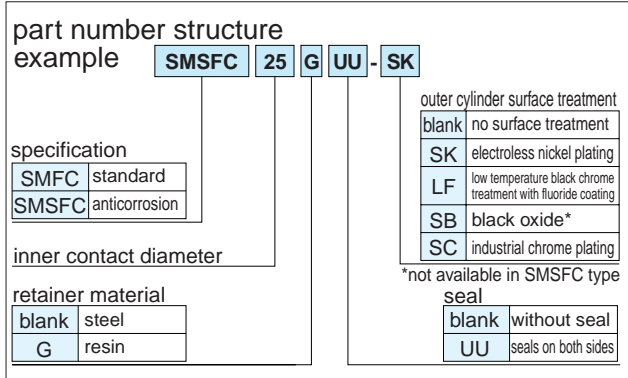 part number structure
example SMSFC 25 G UU - SK
specification
SMFC standard
SMSFC anticorrosion
inner contact diameter
retainer material
blank steel
G resin
outer cylinder surface treatment
blank no surface treatment
SK electroless nickel plating
LF low temperature black chrome
treatment with fluoride coating
SB black oxide*
SC industrial chrome plating
*not available in SMSFC type
seal
blank without seal
UU seals on both sides